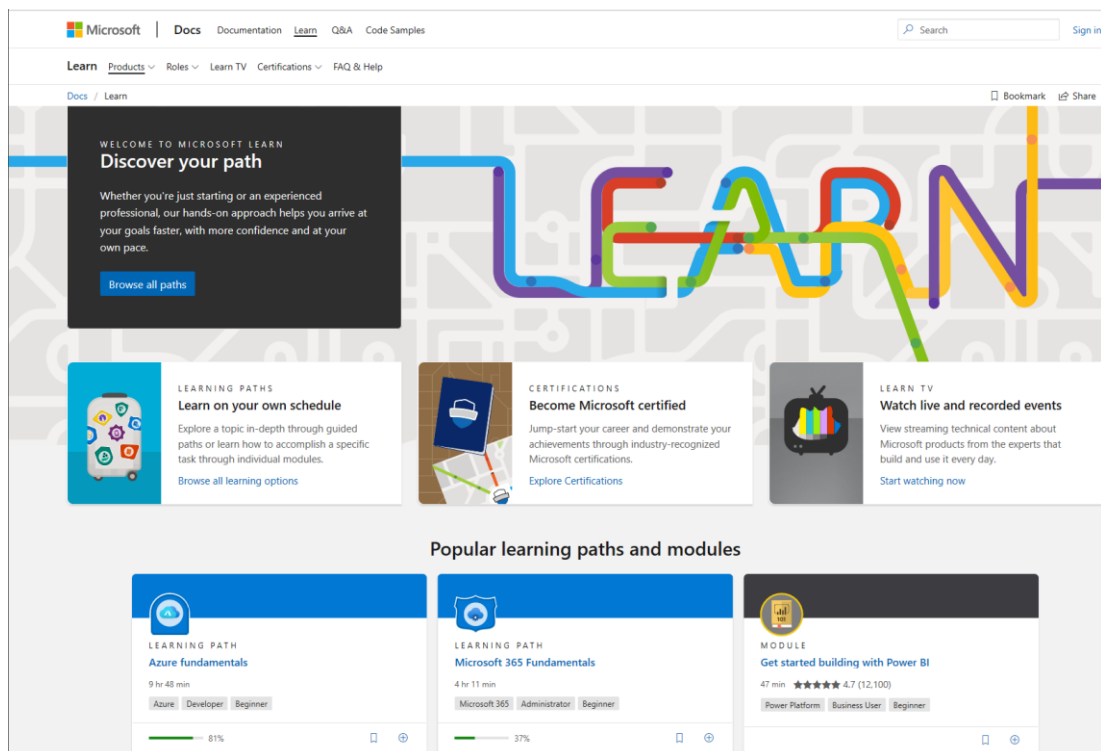 Microsoft Docs Documentation Learn Q&A Code Samples Search Sign in
Learn Products Roles Learn TV Certifications FAQ & Help
Docs / Learn Bookmark Share
WELCOME TO MICROSOFT LEARN
Discover your path
Whether you're just starting or an experienced
professional, our hands-on approach helps you arrive at
your goals faster, with more confidence and at your
own pace.
Browse all paths
LEARN
LEARNING PATHS
Learn on your own schedule
Explore a topic in-depth through guided
paths or learn how to accomplish a specific
task through individual modules.
Browse all learning options
CERTIFICATIONS
Become Microsoft certified
Jump-start your career and demonstrate your
achievements through industry-recognized
Microsoft certifications.
Explore Certifications
LEARN TV
Watch live and recorded events
View streaming technical content about
Microsoft products from the experts that
build and use it every day.
Start watching now
Popular learning paths and modules
LEARNING PATH
Azure fundamentals
9 hr 48 min
Azure Developer Beginner
81%
LEARNING PATH
Microsoft 365 Fundamentals
4 hr 11 min
Microsoft 365 Administrator Beginner
37%
101
MODULE
Get started building with Power BI
47 min ★★★★★ 4.7 (12,100)
Power Platform Business User Beginner